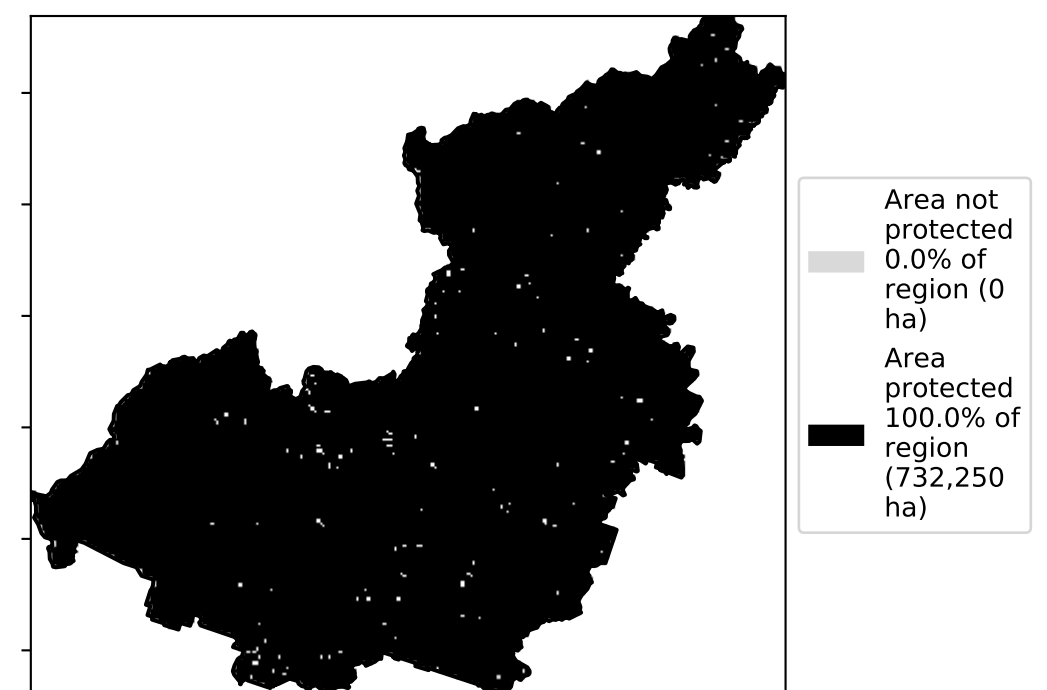 Area not
protected
0.0% of
region (0
ha)
Area
protected
100.0% of
region
(732,250
ha)